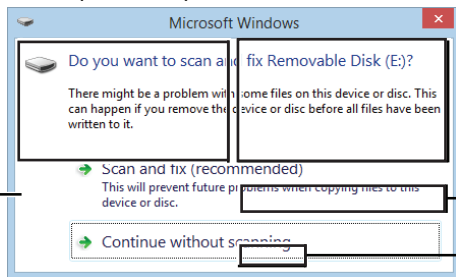 Microsoft Windows
Do you want to scan and fix Removable Disk (E:)?
There might be a problem with some files on this device or disc. This
can happen if you remove the device or disc before all files have been
written to it.
Scan and fix (recommended)
This will prevent future problems when copying files to this
device or disc.
Continue without scanning